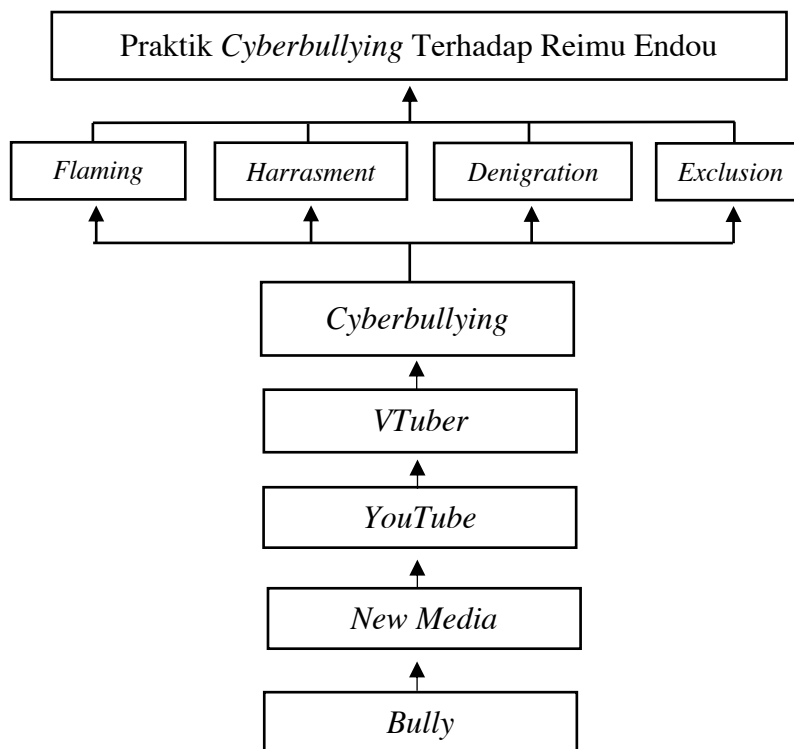 Praktik Cyberbullying Terhadap Reimu Endou
Flaming
Harrasment
Denigration
Exclusion
Cyberbullying
VTuber
YouTube
New Media
Bully